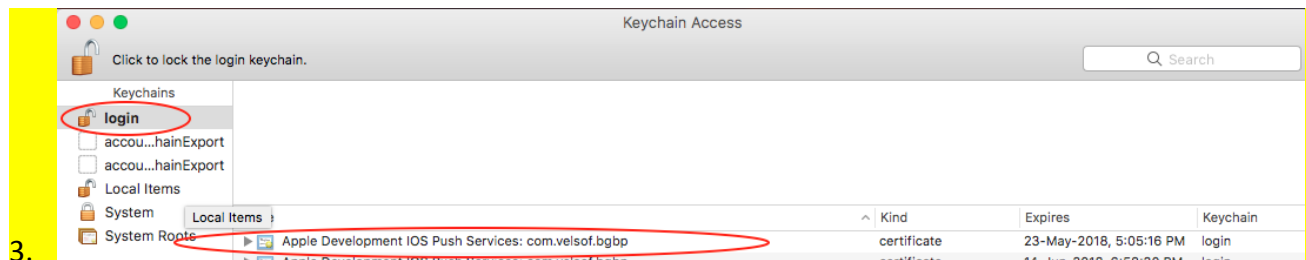 Keychain Access
Click to lock the login keychain.
Search
Keychains
login
accou...hainExport
accou...hainExport
Local Items
System
Local Items
System Roots
Kind
Expires
Keychain
Apple Development IOS Push Services: com.velsof.bgbp
certificate
23-May-2018, 5:05:16 PM
login
3.